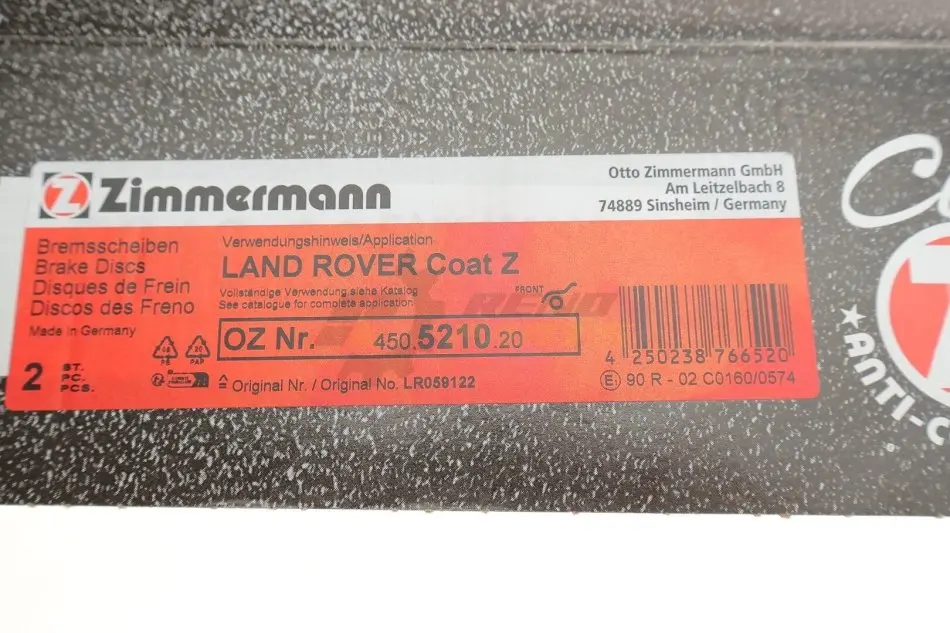 Zimmermann
Otto Zimmermann GmbH
Am Leitzelbach 8
74889 Sinsheim / Germany
Bremsscheiben
Brake Discs
Disques de Frein
Discos des Freno
Made in Germany
Verwendungshinweis/Application
LAND ROVER Coat Z
Vollständige Verwendung siehe Katalog
See catalogue for complete application
FRONT
OZ Nr. 450.5210.20
2 ST.
PC.
PCS.
Original Nr. / Original No. LR059122
4 250238 766520
E1 90 R - 02 C0160/0574
RENO
ANTI-C